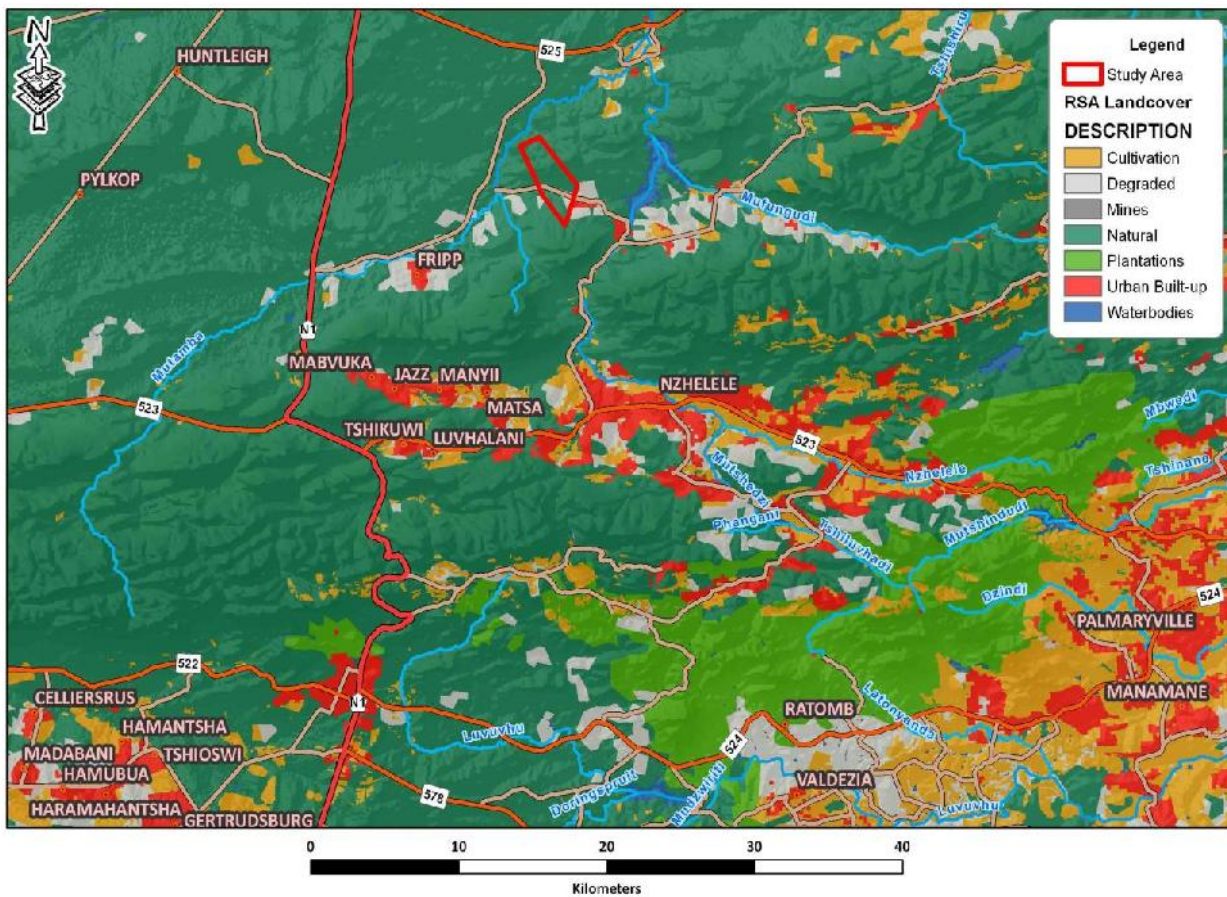 N
HUNTLEIGH
525
Tshishiru
Legend
Study Area
RSA Landcover
DESCRIPTION
Cultivation
Degraded
Mines
Natural
Plantations
Urban Built-up
Waterbodies
PYLKOP
Mufungudi
FRIPP
N1
Mutamba
MABVUKA
JAZZ
MANYII
MATSA
NZHELELE
523
TSHIKUWI
LUVHALANI
523
Mbwedi
Tshinane
Nzhelele
Mutshedzi
Phangani
Tshiluvhadi
Mutshindudi
Dzindi
524
PALMARYVILLE
522
CELLIERSRUS
N1
HAMANTSHA
MADABANI
TSHIOSWI
HAMUBUA
HARAMAHANTSHA
GERTRUDSBURG
578
Luvuvhu
Doringspruit
524
RATOMB
Latonyanda
MANAMANE
VALDEZIA
Luvuvhu
0 10 20 30 40
Kilometers